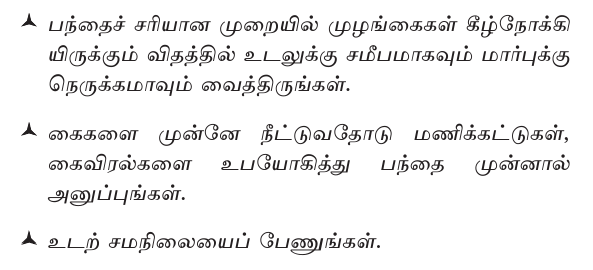 பந்தைச் சரியான முறையில் முழங்கைகள் கீழ்நோக்கி
யிருக்கும் விதத்தில் உடலுக்கு சமீபமாகவும் மார்புக்கு
நெருக்கமாவும் வைத்திருங்கள்.
கைகளை முன்னே நீட்டுவதோடு மணிக்கட்டுகள்,
கைவிரல்களை உபயோகித்து பந்தை முன்னால்
அனுப்புங்கள்.
உடற் சமநிலையைப் பேணுங்கள்.